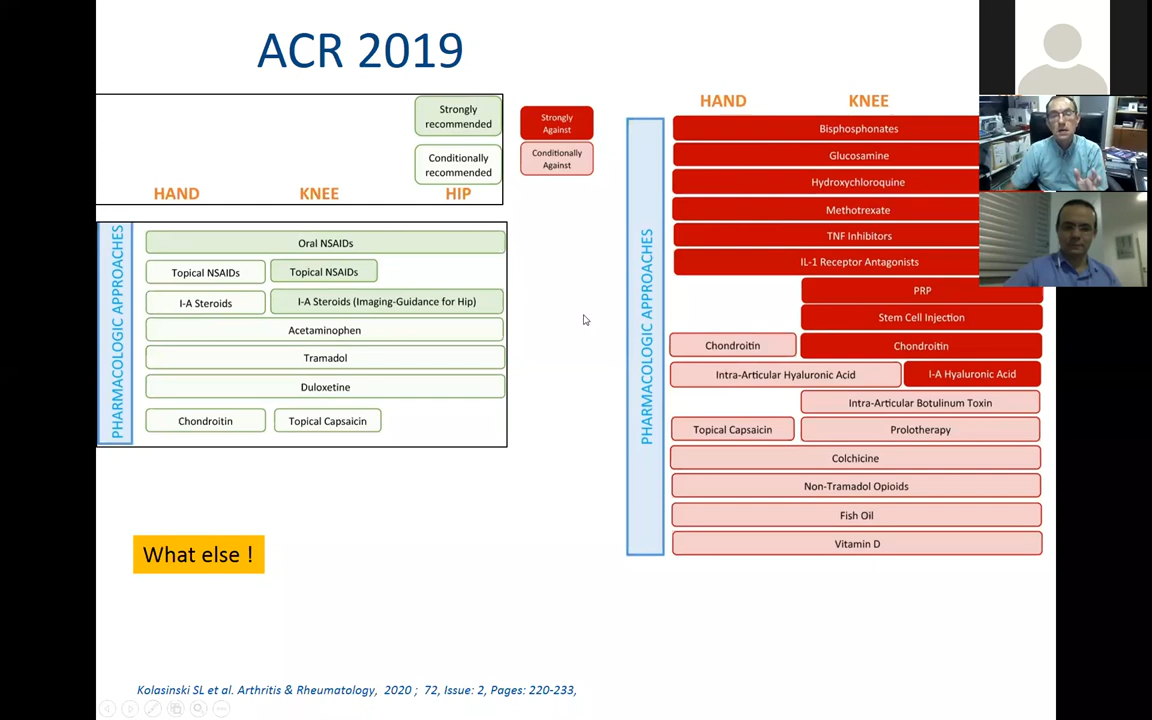 ACR 2019
Strongly
recommended
Conditionally
recommended
HAND KNEE HIP
Strongly
Against
Conditionally
Against
PHARMACOLOGIC APPROACHES
Oral NSAIDs
Topical NSAIDs Topical NSAIDs
I-A Steroids I-A Steroids (Imaging-Guidance for Hip)
Acetaminophen
Tramadol
Duloxetine
Chondroitin Topical Capsaicin
What else !
HAND KNEE
PHARMACOLOGIC APPROACHES
Bisphosphonates
Glucosamine
Hydroxychloroquine
Methotrexate
TNF Inhibitors
IL-1 Receptor Antagonists
PRP
Stem Cell Injection
Chondroitin Chondroitin
Intra-Articular Hyaluronic Acid I-A Hyaluronic Acid
Intra-Articular Botulinum Toxin
Topical Capsaicin Prolotherapy
Colchicine
Non-Tramadol Opioids
Fish Oil
Vitamin D
Kolasinski SL et al. Arthritis & Rheumatology, 2020 ; 72, Issue: 2, Pages: 220-233,